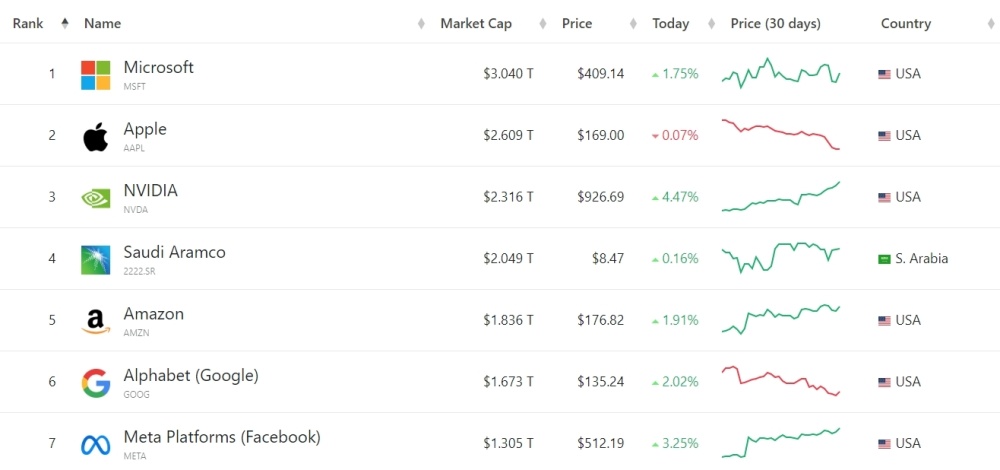 Rank Name Market Cap Price Today Price (30 days) Country
1 Microsoft $3.040 T $409.14 1.75% USA
MSFT
2 Apple $2.609 T $169.00 0.07% USA
AAPL
3 NVIDIA $2.316 T $926.69 4.47% USA
NVDA
4 Saudi Aramco $2.049 T $8.47 0.16% S. Arabia
2222.SR
5 Amazon $1.836 T $176.82 1.91% USA
AMZN
6 Alphabet (Google) $1.673 T $135.24 2.02% USA
GOOG
7 Meta Platforms (Facebook) $1.305 T $512.19 3.25% USA
META